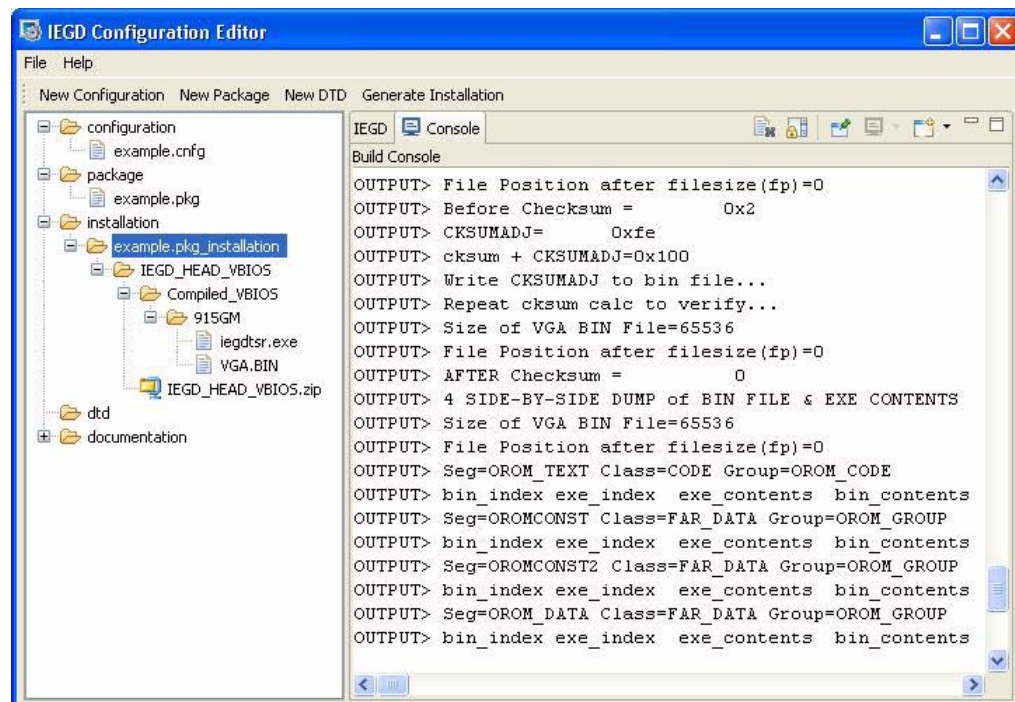 IEGD Configuration Editor
File Help
New Configuration New Package New DTD Generate Installation
configuration
example.cnfg
package
example.pkg
installation
example.pkg_installation
IEGD_HEAD_VBIOS
Compiled_VBIOS
915GM
iegdtsr.exe
VGA.BIN
IEGD_HEAD_VBIOS.zip
dtd
documentation
IEGD Console
Build Console
OUTPUT> File Position after filesize(fp)=0
OUTPUT> Before Checksum = 0x2
OUTPUT> CKSUMADJ= 0xfe
OUTPUT> cksum + CKSUMADJ=0x100
OUTPUT> Write CKSUMADJ to bin file...
OUTPUT> Repeat cksum calc to verify...
OUTPUT> Size of VGA BIN File=65536
OUTPUT> File Position after filesize(fp)=0
OUTPUT> AFTER Checksum = 0
OUTPUT> 4 SIDE-BY-SIDE DUMP of BIN FILE & EXE CONTENTS
OUTPUT> Size of VGA BIN File=65536
OUTPUT> File Position after filesize(fp)=0
OUTPUT> Seg=OROM_TEXT Class=CODE Group=OROM_CODE
OUTPUT> bin_index exe_index exe_contents bin_contents
OUTPUT> Seg=OROMCONST Class=FAR_DATA Group=OROM_GROUP
OUTPUT> bin_index exe_index exe_contents bin_contents
OUTPUT> Seg=OROMCONST2 Class=FAR_DATA Group=OROM_GROUP
OUTPUT> bin_index exe_index exe_contents bin_contents
OUTPUT> Seg=OROM_DATA Class=FAR_DATA Group=OROM_GROUP
OUTPUT> bin_index exe_index exe_contents bin_contents